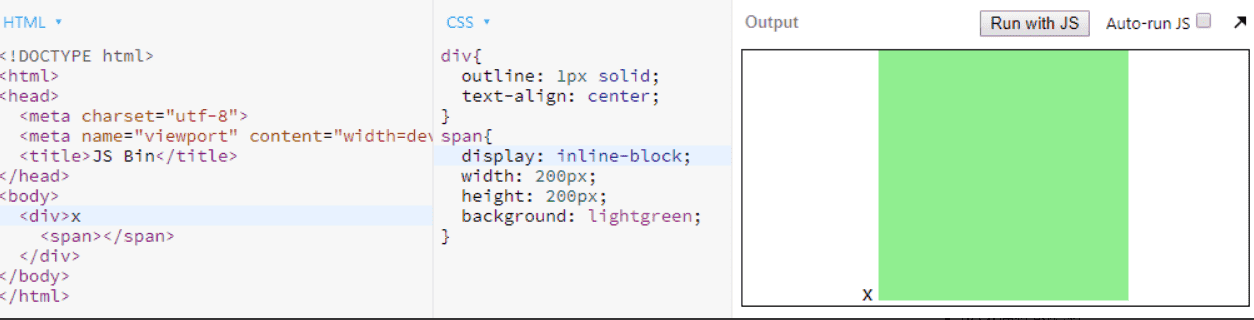 HTML ▾
<!DOCTYPE html>
<html>
<head>
<meta charset="utf-8">
<meta name="viewport" content="width=dev
<title>JS Bin</title>
</head>
<body>
<div>x
<span></span>
</div>
</body>
</html>
CSS ▾
div{
outline: 1px solid;
text-align: center;
}
span{
display: inline-block;
width: 200px;
height: 200px;
background: lightgreen;
}
Output
Run with JS
Auto-run JS
x